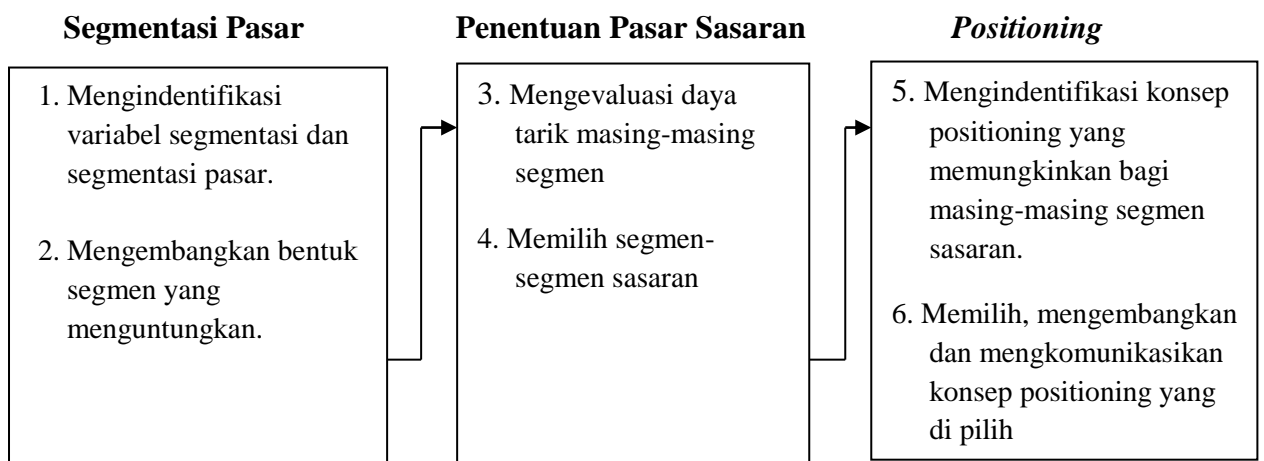 Segmentasi Pasar
1. Mengindentifikasi
variabel segmentasi dan
segmentasi pasar.
2. Mengembangkan bentuk
segmen yang
menguntungkan.
Penentuan Pasar Sasaran
3. Mengevaluasi daya
tarik masing-masing
segmen
4. Memilih segmen-
segmen sasaran
Positioning
5. Mengindentifikasi konsep
positioning yang
memungkinkan bagi
masing-masing segmen
sasaran.
6. Memilih, mengembangkan
dan mengkomunikasikan
konsep positioning yang
di pilih